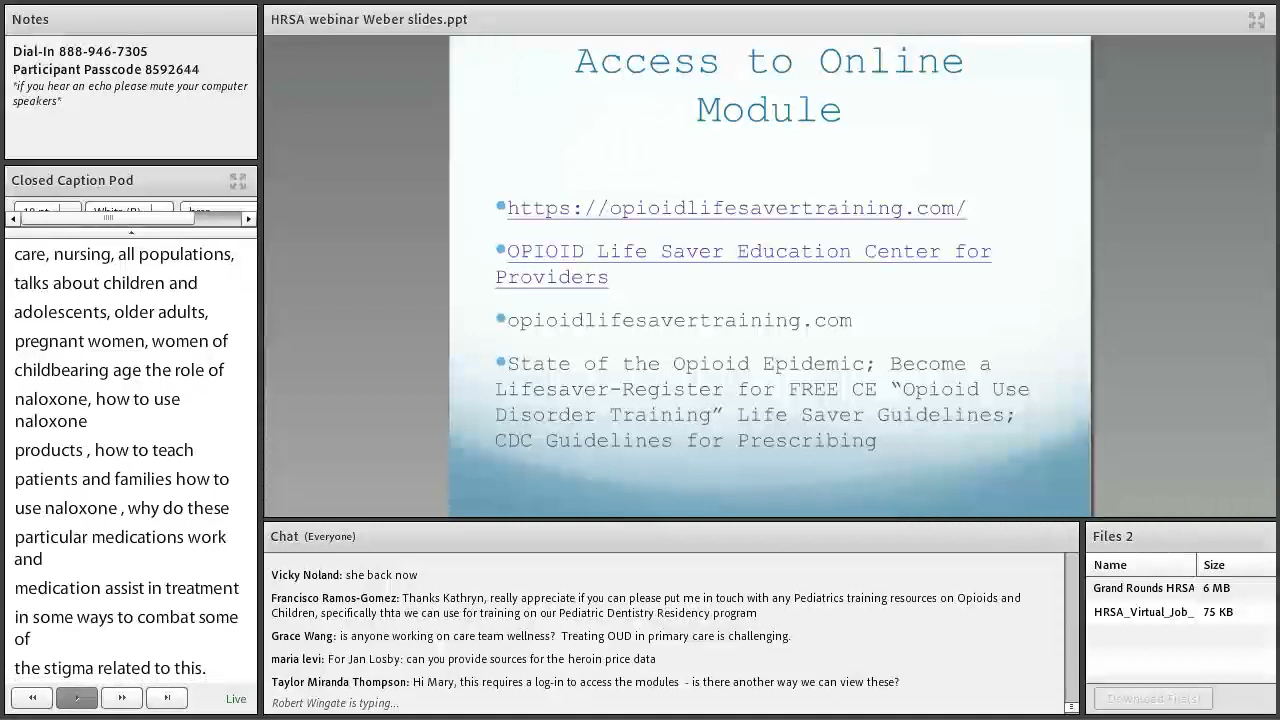 Notes
Dial-In 888-946-7305
Participant Passcode 8592644
*if you hear an echo please mute your computer
speakers*
Closed Caption Pod
care, nursing, all populations,
talks about children and
adolescents, older adults,
pregnant women, women of
childbearing age the role of
naloxone, how to use
naloxone
products , how to teach
patients and families how to
use naloxone , why do these
particular medications work
and
medication assist in treatment
in some ways to combat some
of
the stigma related to this.
Live
HRSA webinar Weber slides.ppt
Access to Online
Module
•https://opioidlifesavertraining.com/
•OPIOID Life Saver Education Center for
Providers
•opioidlifesavertraining.com
•State of the Opioid Epidemic; Become a
Lifesaver-Register for FREE CE “Opioid Use
Disorder Training” Life Saver Guidelines;
CDC Guidelines for Prescribing
Chat (Everyone)
Vicky Noland: she back now
Francisco Ramos-Gomez: Thanks Kathryn, really appreciate if you can please put me in touch with any Pediatrics training resources on Opioids and
Children, specifically thta we can use for training on our Pediatric Dentistry Residency program
Grace Wang: is anyone working on care team wellness? Treating OUD in primary care is challenging.
maria levi: For Jan Losby: can you provide sources for the heroin price data
Taylor Miranda Thompson: Hi Mary, this requires a log-in to access the modules - is there another way we can view these?
Robert Wingate is typing...
Files 2
Name Size
Grand Rounds HRSA 6 MB
HRSA_Virtual_Job_ 75 KB
Download File(s)